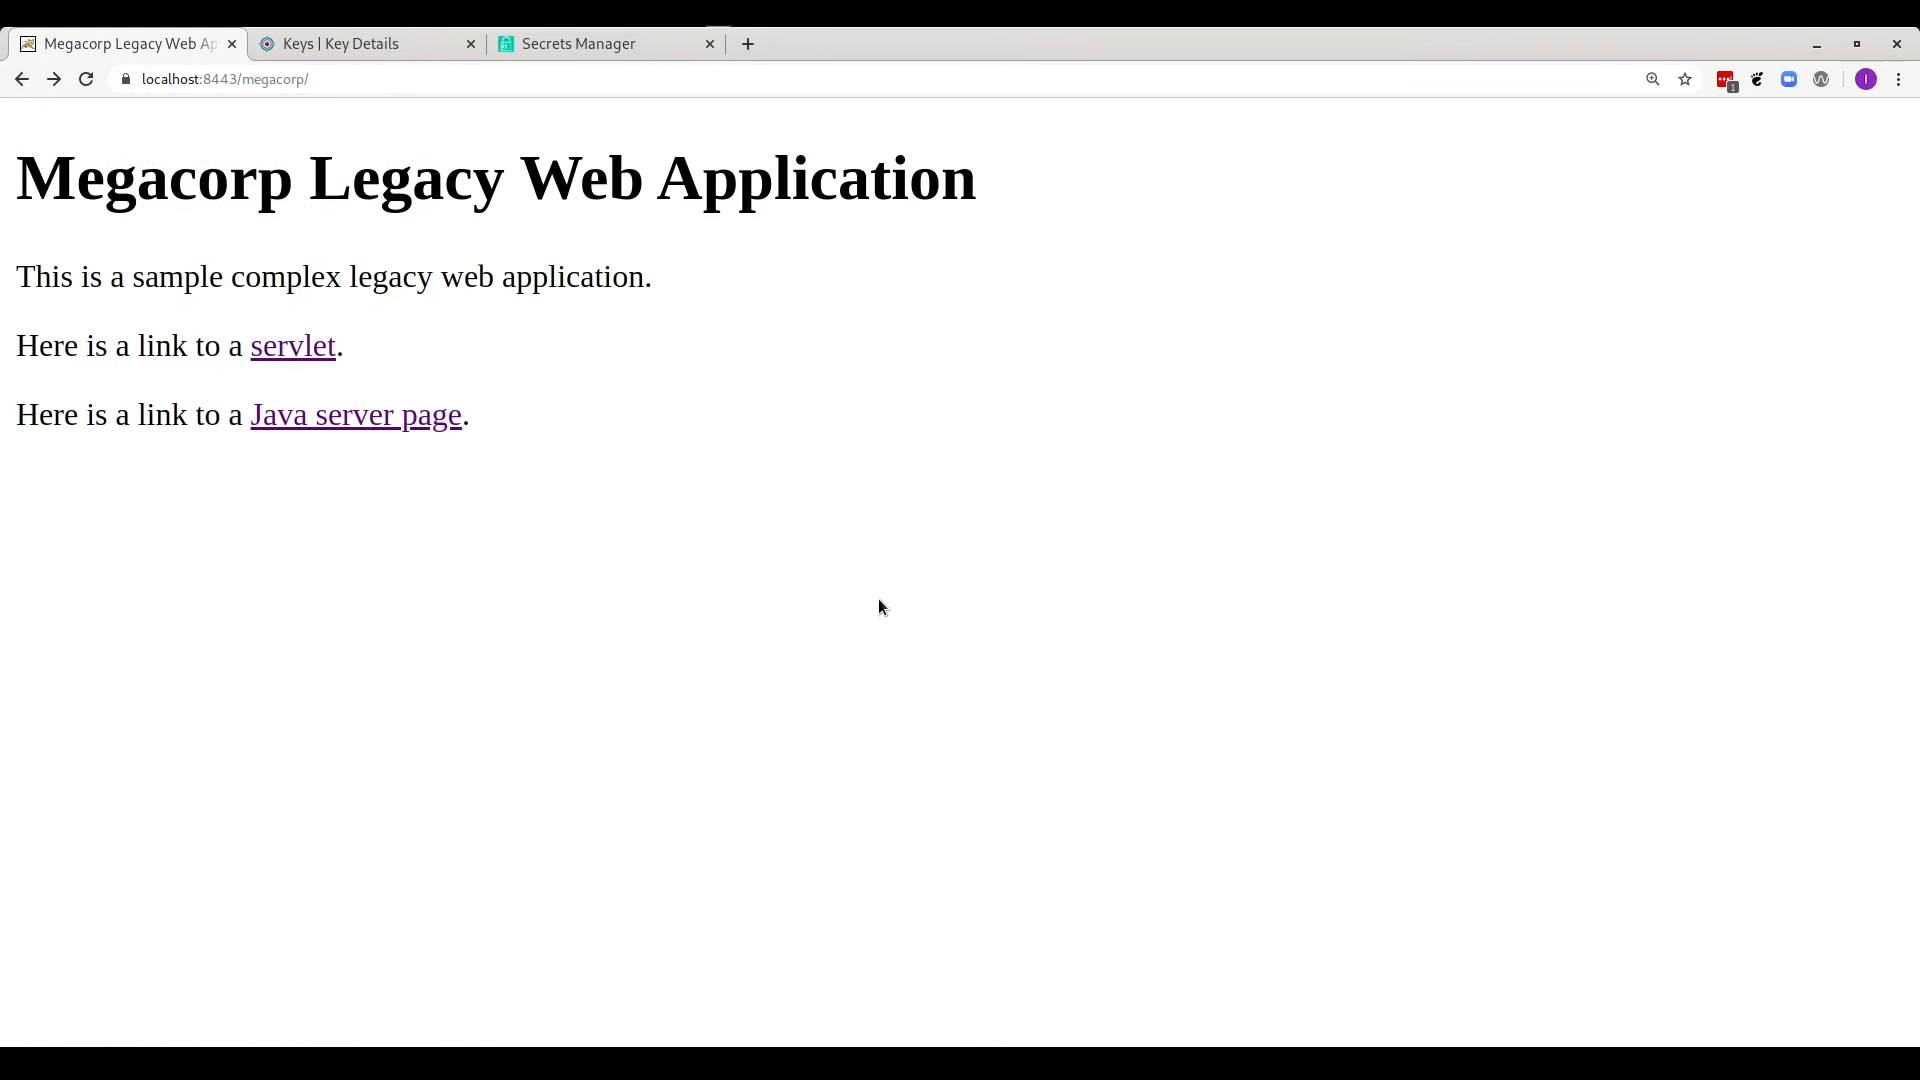 Megacorp Legacy Web Ap
Keys | Key Details
Secrets Manager
localhost:8443/megacorp/
1
I
Megacorp Legacy Web Application
This is a sample complex legacy web application.
Here is a link to a servlet.
Here is a link to a Java server page.